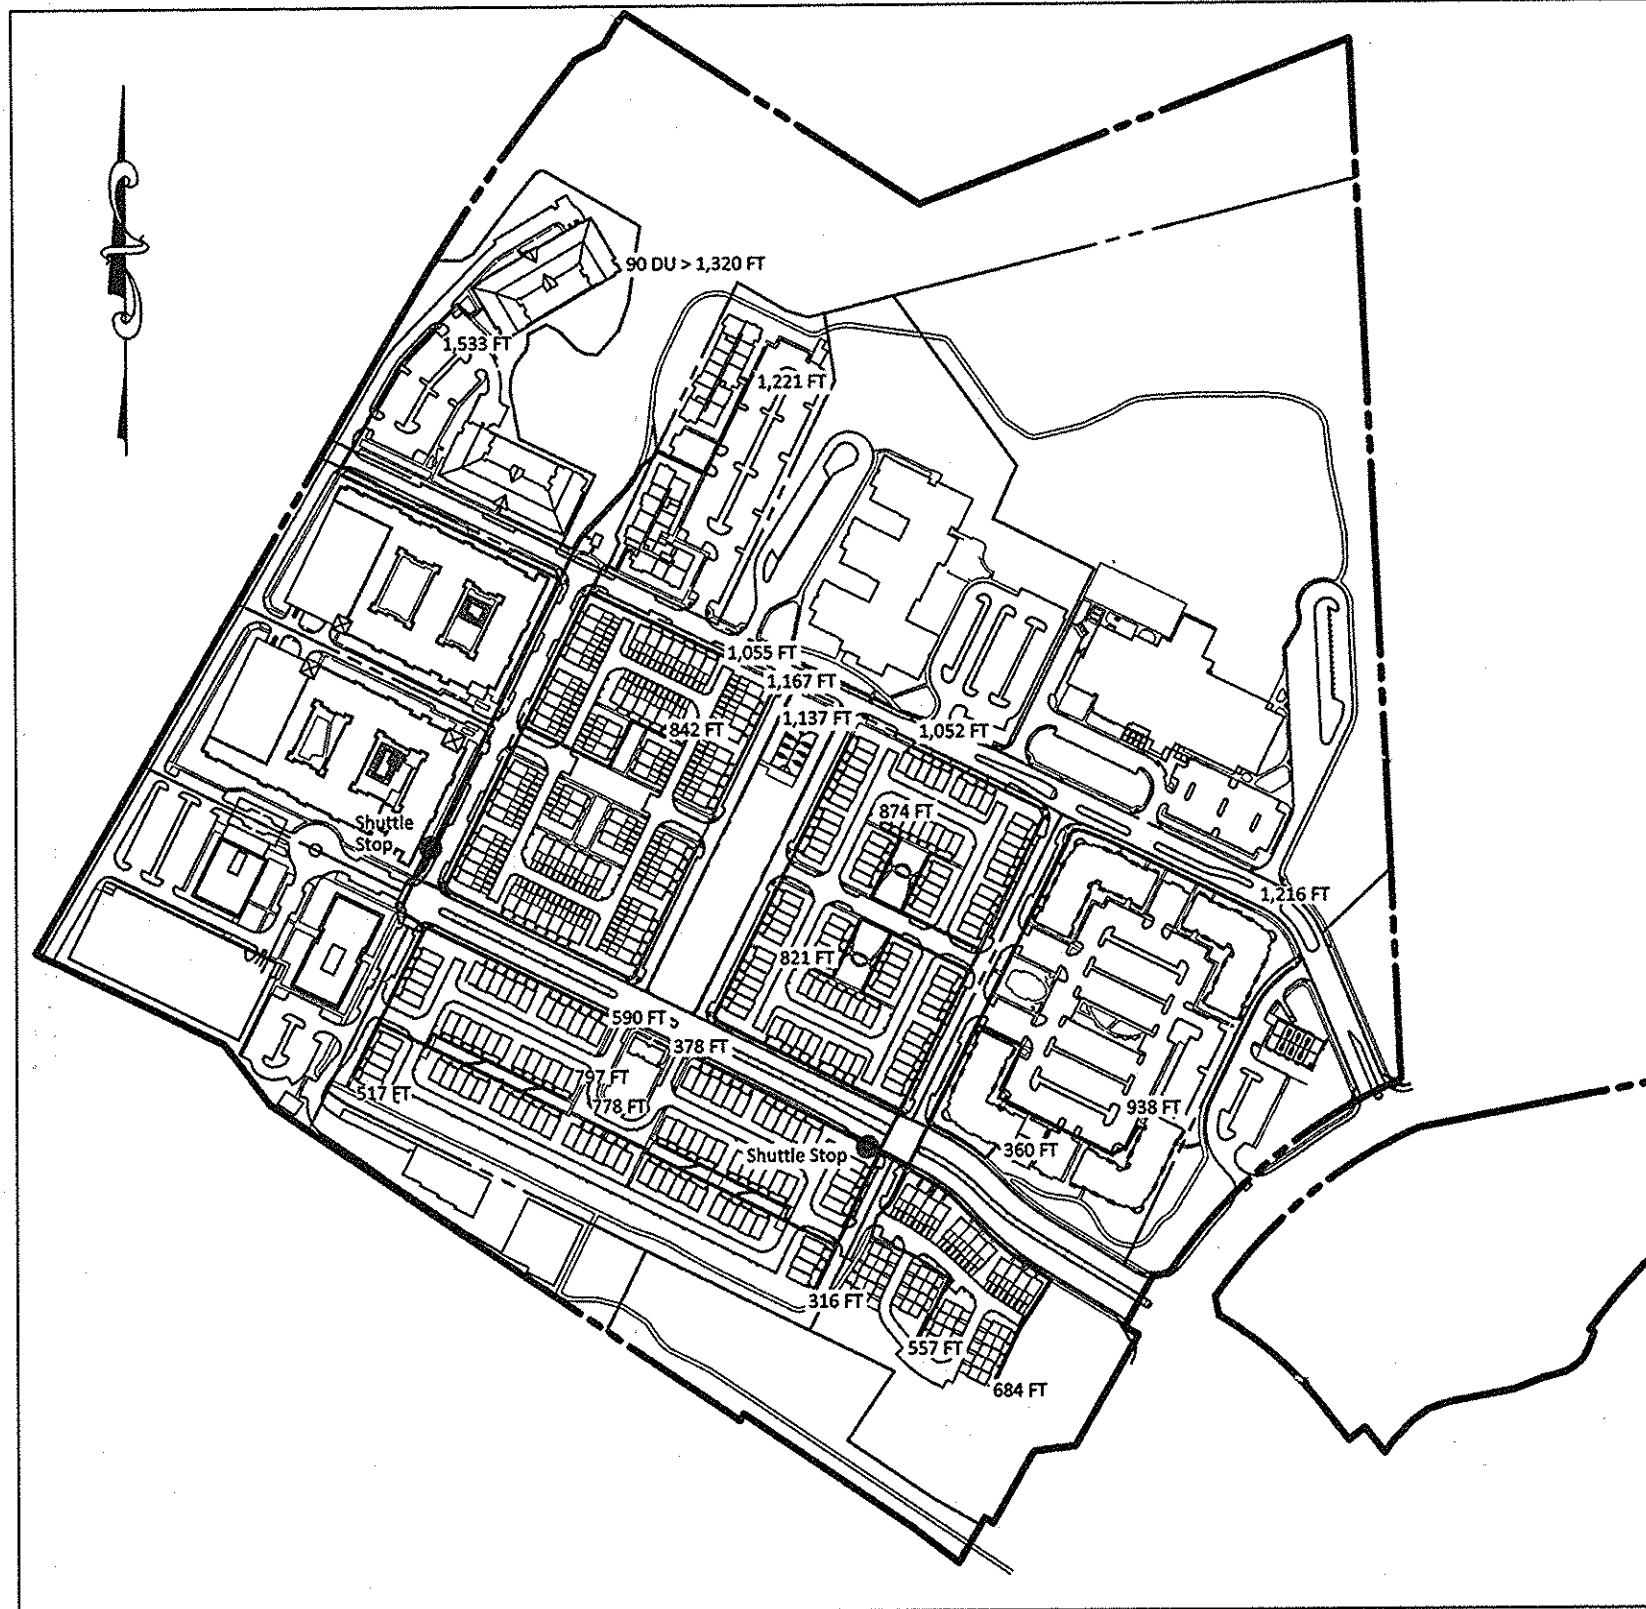 90 DU > 1,320 FT
1,533 FT
1,221 FT
1,055 FT
1,167 FT
1,137 FT
842 FT
1,052 FT
874 FT
Shuttle
Stop
1,216 FT
821 FT
590 FT
378 FT
797 FT
517 FT
778 FT
938 FT
Shuttle Stop
360 FT
316 FT
557 FT
684 FT